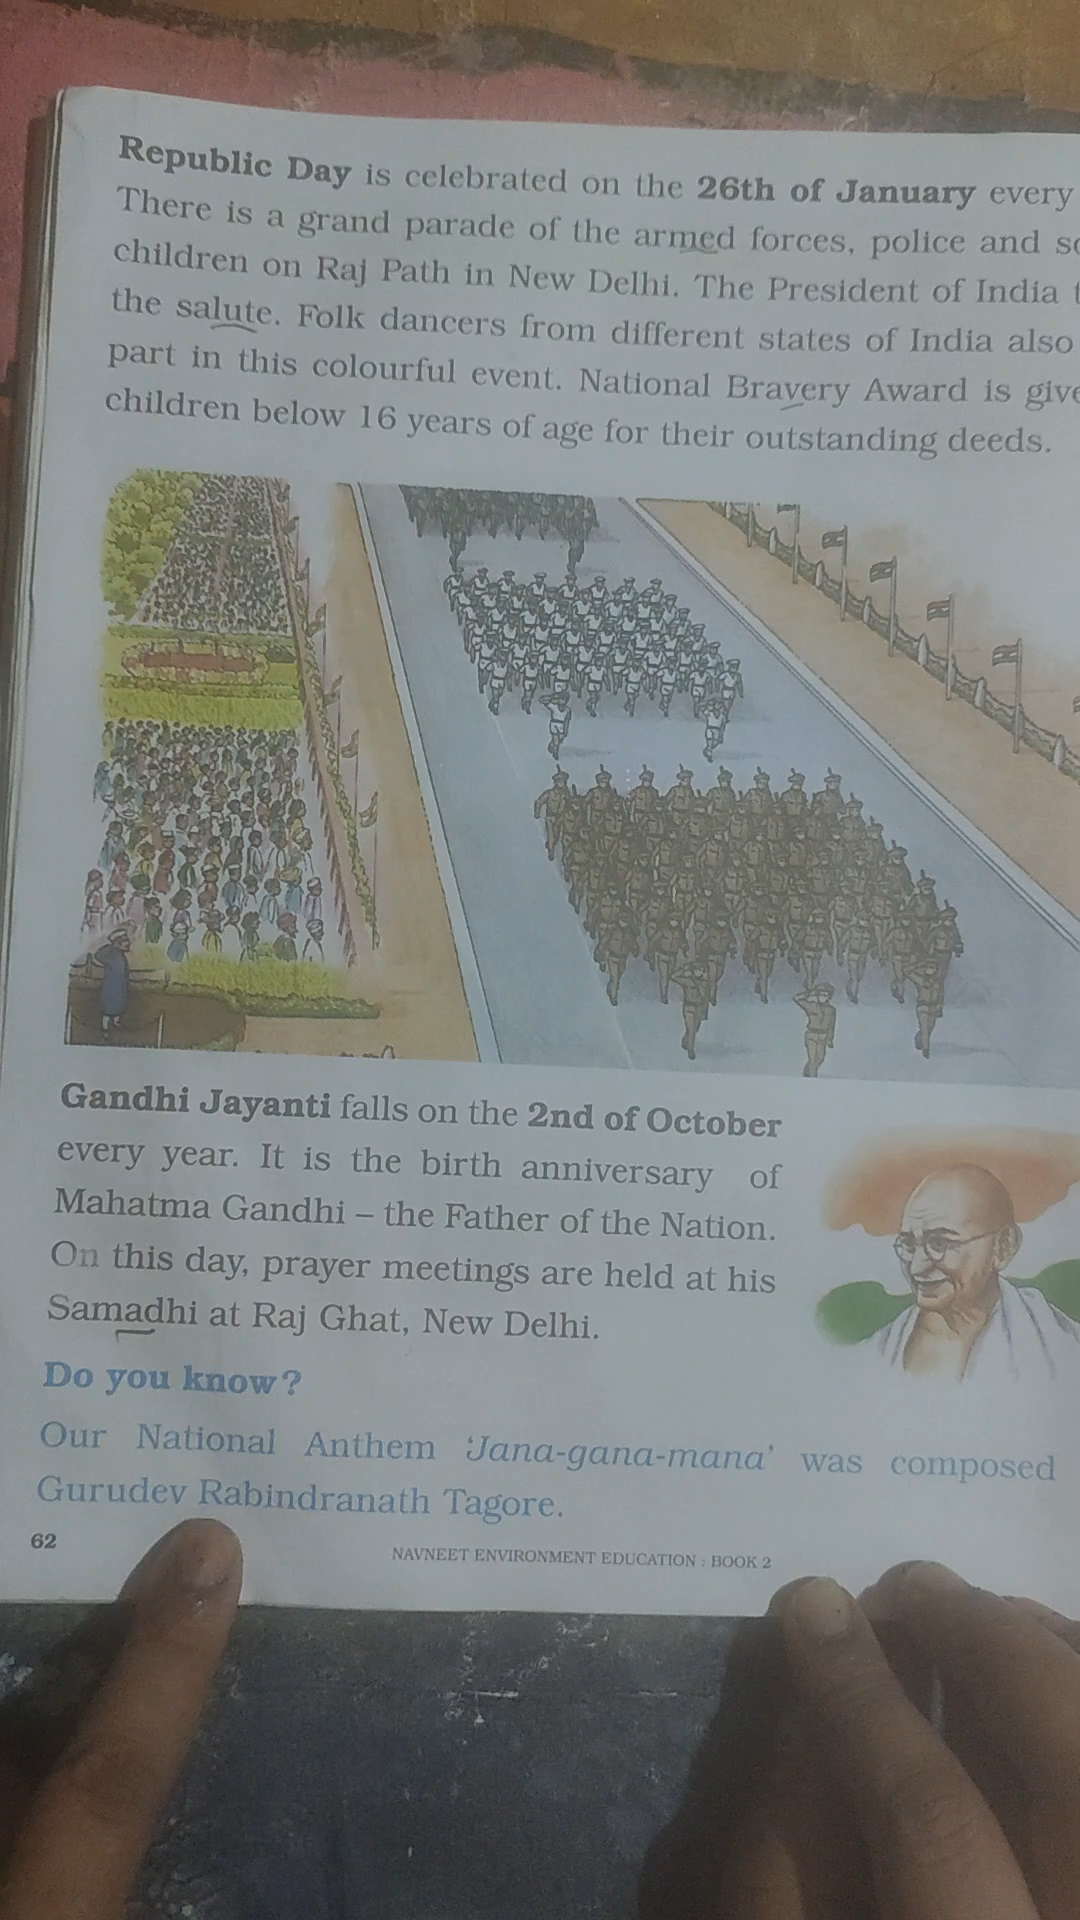 Republic Day is celebrated on the 26th of January every
There is a grand parade of the armed forces, police and
children on Raj Path in New Delhi. The President of India
the salute. Folk dancers from different states of India also
part in this colourful event. National Bravery Award is
children below 16 years of age for their outstanding deeds.
Gandhi Jayanti falls on the 2nd of October
every year. It is the birth anniversary of
Mahatma Gandhi – the Father of the Nation.
On this day, prayer meetings are held at his
Samadhi at Raj Ghat, New Delhi.
Do you know?
Our National Anthem ‘Jana-gana-mana’ was composed
Gurudev Rabindranath Tagore.
62
NAVNEET ENVIRONMENT EDUCATION : BOOK 2